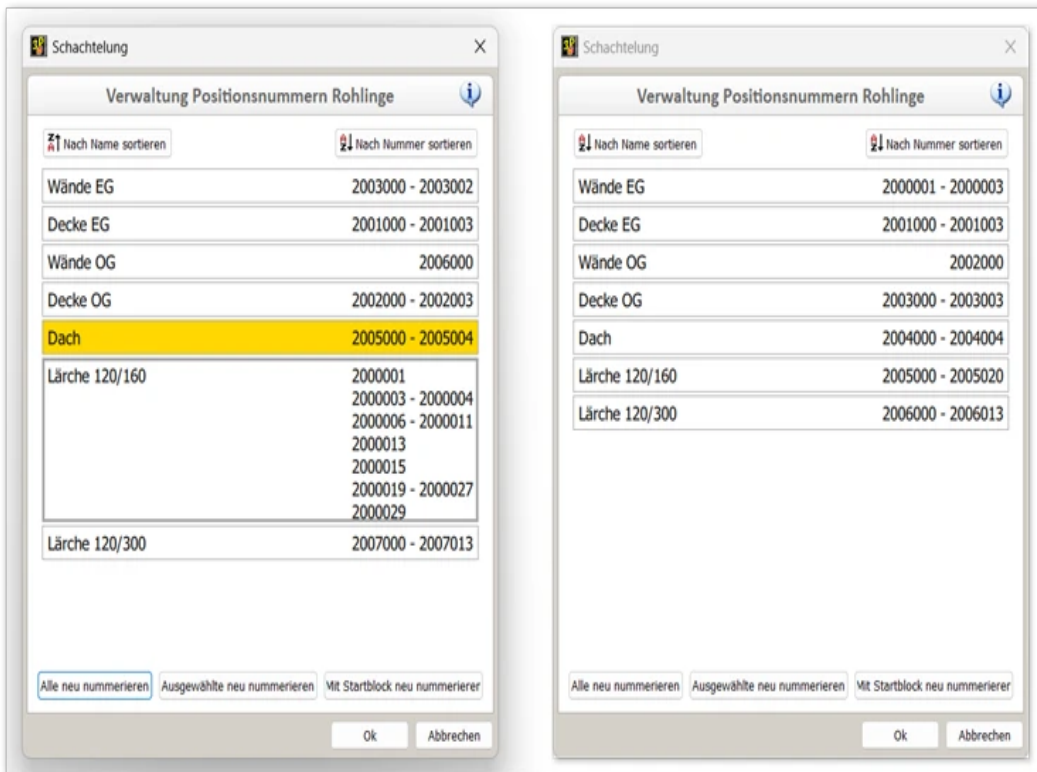 Schachtelung
Verwaltung Positionsnummern Rohlinge
Nach Name sortieren Nach Nummer sortieren
Wände EG 2003000 - 2003002
Decke EG 2001000 - 2001003
Wände OG 2006000
Decke OG 2002000 - 2002003
Dach 2005000 - 2005004
Lärche 120/160 2000001
2000003 - 2000004
2000006 - 2000011
2000013
2000015
2000019 - 2000027
2000029
Lärche 120/300 2007000 - 2007013
Alle neu nummerieren Ausgewählte neu nummerieren Mit Startblock neu nummerierer
Ok Abbrechen
Schachtelung
Verwaltung Positionsnummern Rohlinge
Nach Name sortieren Nach Nummer sortieren
Wände EG 2000001 - 2000003
Decke EG 2001000 - 2001003
Wände OG 2002000
Decke OG 2003000 - 2003003
Dach 2004000 - 2004004
Lärche 120/160 2005000 - 2005020
Lärche 120/300 2006000 - 2006013
Alle neu nummerieren Ausgewählte neu nummerieren Mit Startblock neu nummerierer
Ok Abbrechen